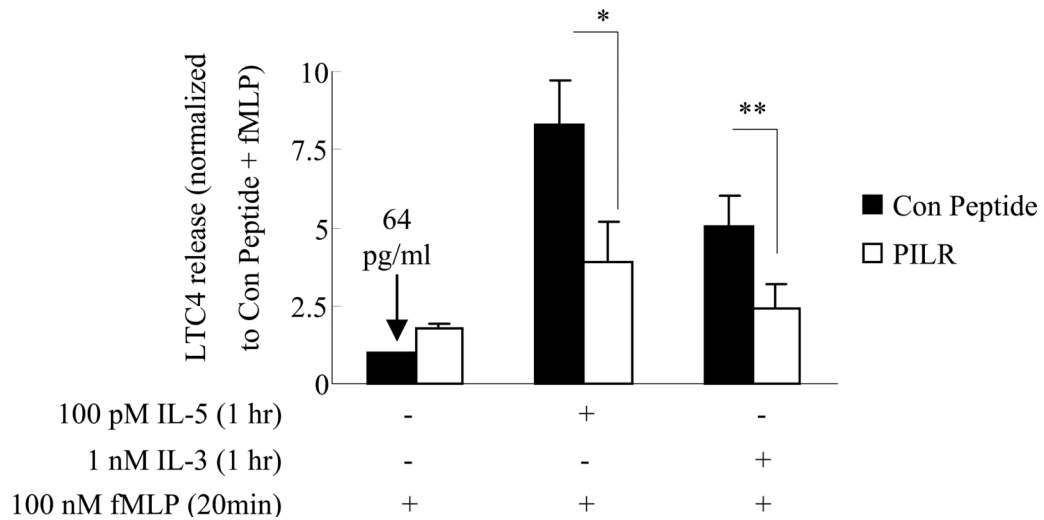 LTC4 release (normalized
to Con Peptide + fMLP)
10
7.5
5
2.5
0
64
pg/ml
*
**
Con Peptide
PILR
100 pM IL-5 (1 hr) - + -
1 nM IL-3 (1 hr) - - +
100 nM fMLP (20min) + + +